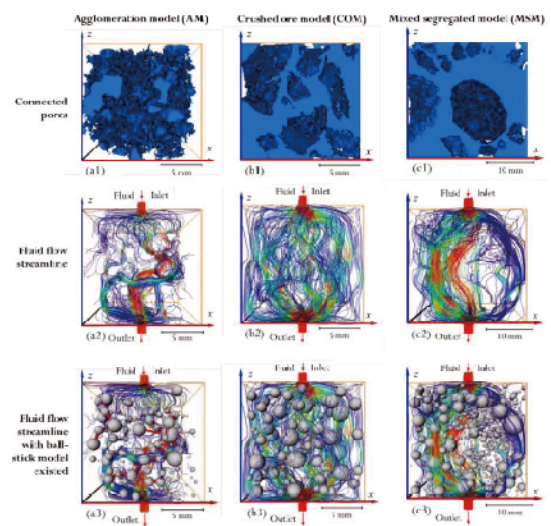 Agglomeration model (AM)
Crushed ore model (COM)
Mixed segregated model (MSM)
Connected
pores
z
z
z
x
x
x
(a1)
5 mm
(b1)
5 mm
(c1)
10 mm
Fluid flow
streamline
Fluid Inlet
Fluid Inlet
Fluid Inlet
z
z
z
x
x
x
(a2)
Outlet
5 mm
(b2)
Outlet
5 mm
(c2)
Outlet
10 mm
Fluid flow
streamline
with ball-
stick model
existed
Fluid Inlet
Fluid Inlet
Fluid Inlet
z
z
z
x
x
x
(a3)
Outlet
5 mm
(b3)
Outlet
5 mm
(c3)
Outlet
10 mm